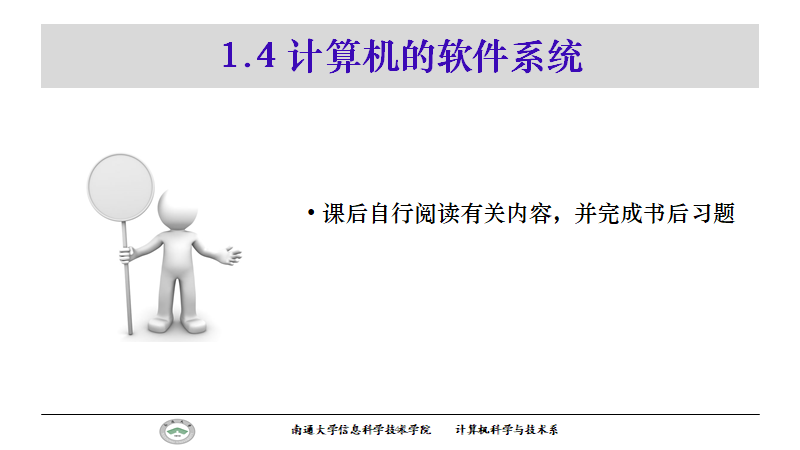 1.4 计算机的软件系统
• 课后自行阅读有关内容，并完成书后习题
南通大学信息科学技术学院 计算机科学与技术系